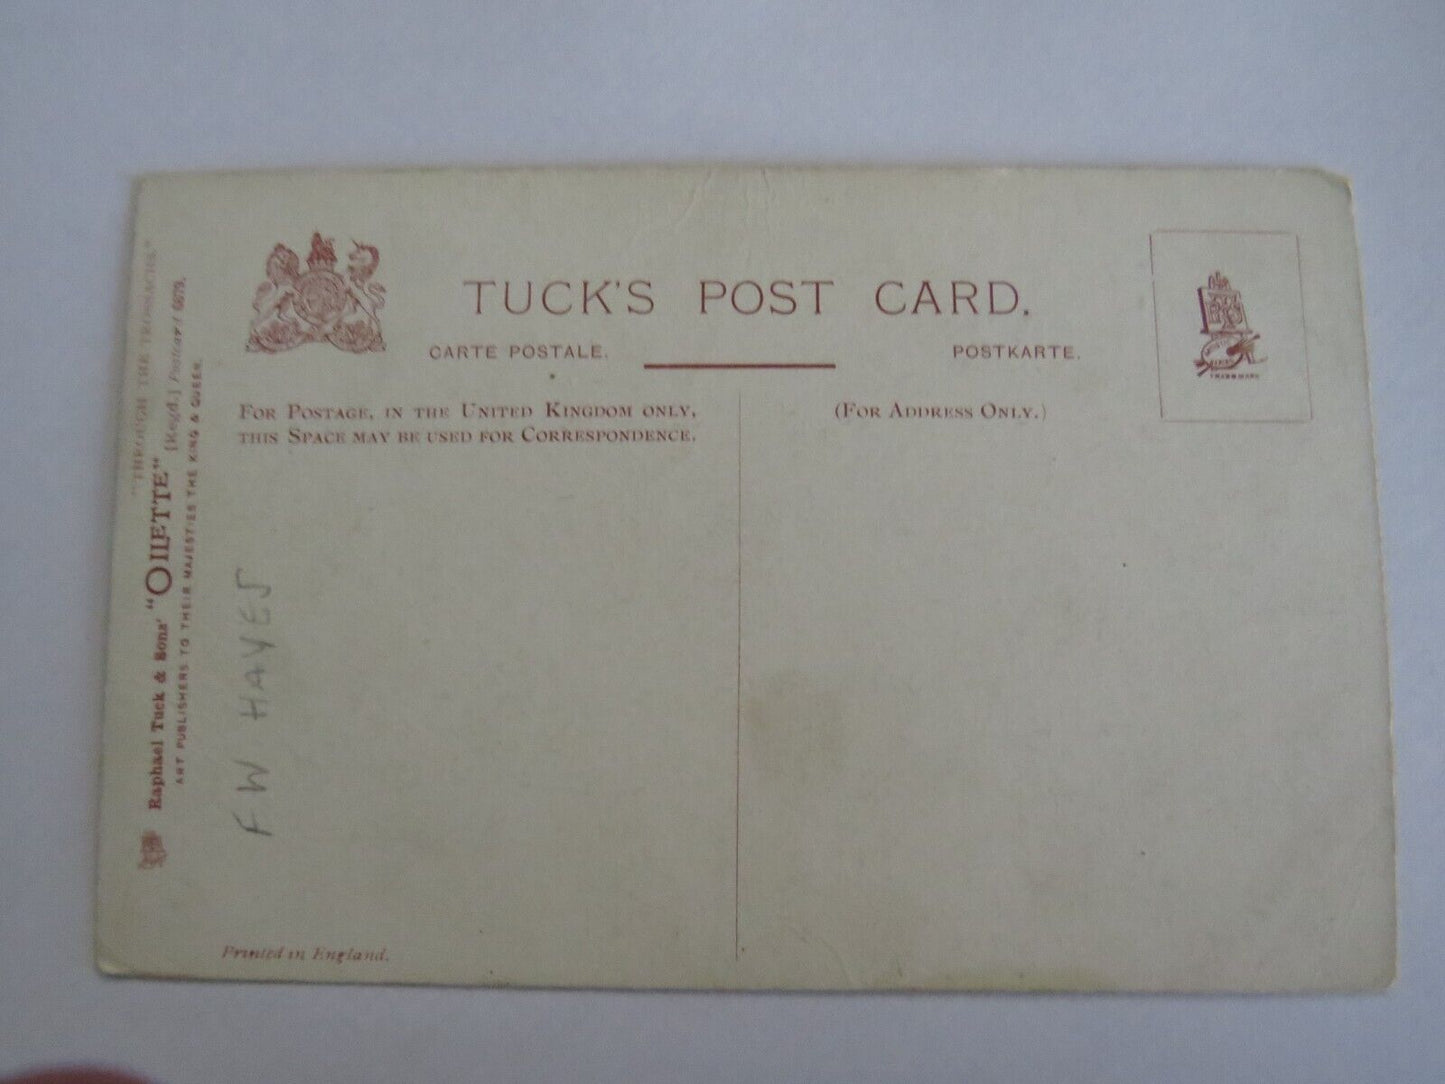 TUCK'S POST CARD.
CARTE POSTALE. POSTKARTE.
FOR POSTAGE, IN THE UNITED KINGDOM ONLY,
THIS SPACE MAY BE USED FOR CORRESPONDENCE.
(FOR ADDRESS ONLY.)
TRADE MARK
"THROUGH THE TROSSACHS."
Raphael Tuck & Sons' "OILETTE" [Regd.] Postcard
ART PUBLISHERS TO THEIR MAJESTIES THE KING & QUEEN.
F W HAYES
Printed in England.